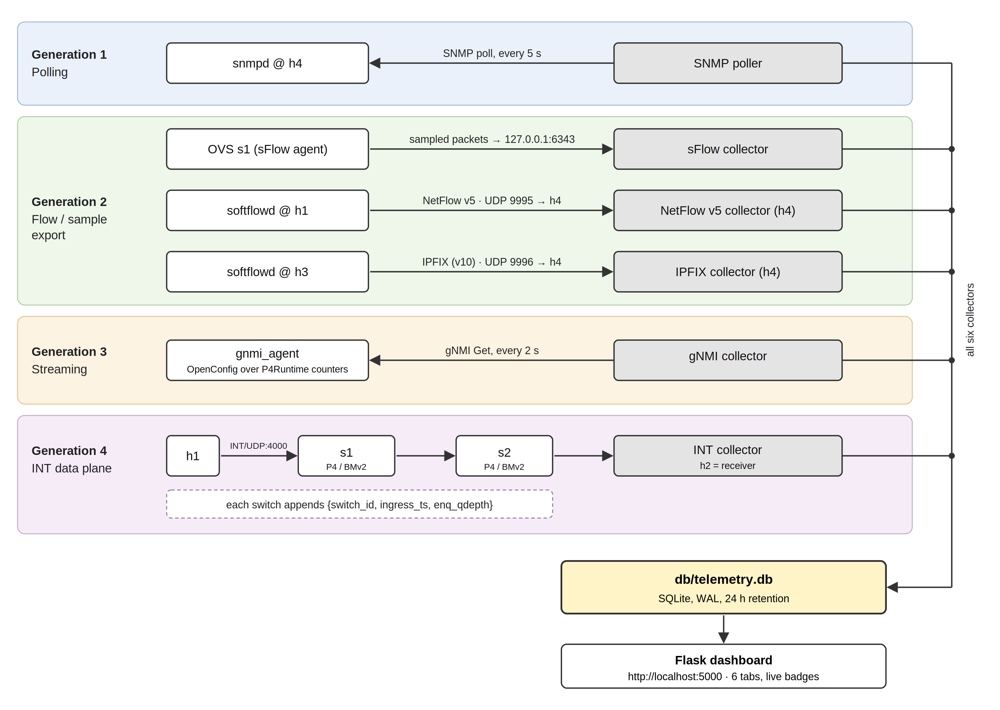 Generation 1
Polling
snmpd @ h4
SNMP poll, every 5 s
SNMP poller
OVS s1 (sFlow agent)
sampled packets → 127.0.0.1:6343
sFlow collector
Generation 2
Flow / sample
export
softflowd @ h1
NetFlow v5 · UDP 9995 → h4
NetFlow v5 collector (h4)
softflowd @ h3
IPFIX (v10) · UDP 9996 → h4
IPFIX collector (h4)
all six collectors
Generation 3
Streaming
gnmi_agent
OpenConfig over P4Runtime counters
gNMI Get, every 2 s
gNMI collector
Generation 4
INT data plane
h1
INT/UDP:4000
s1
P4 / BMv2
s2
P4 / BMv2
INT collector
h2 = receiver
each switch appends {switch_id, ingress_ts, enq_qdepth}
db/telemetry.db
SQLite, WAL, 24 h retention
Flask dashboard
http://localhost:5000 · 6 tabs, live badges